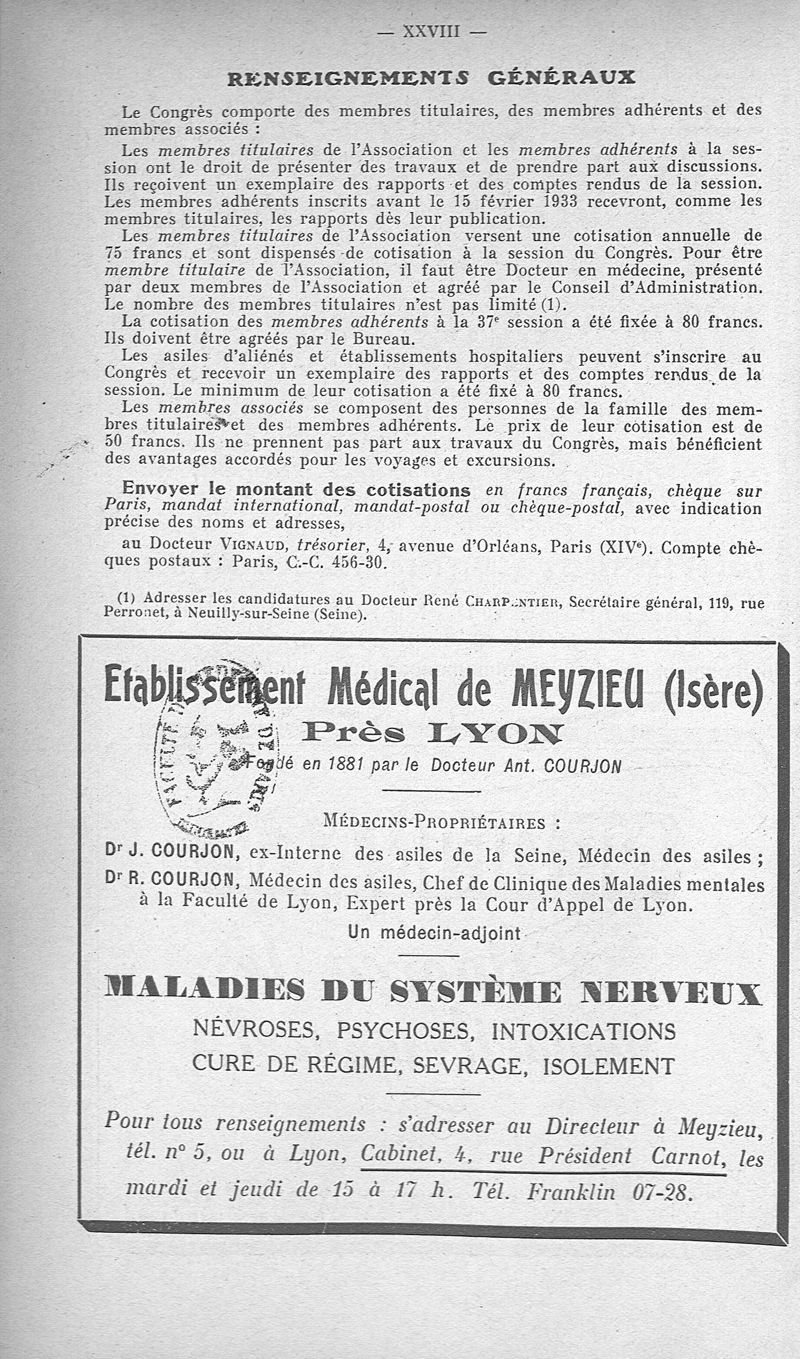 — XXVIII —
RENSEIGNEMENTS GÉNÉRAUX
Le Congrès comporte des membres titulaires, des membres adhérents et des
membres associés :
Les membres titulaires de l'Association et les membres adhérents à la ses-
sion ont le droit de présenter des travaux et de prendre part aux discussions.
Ils reçoivent un exemplaire des rapports et des comptes rendus de la session.
Les membres adhérents inscrits avant le 15 février 1933 recevront, comme les
membres titulaires, les rapports dès leur publication.
Les membres titulaires de l'Association versent une cotisation annuelle de
75 francs et sont dispensés de cotisation à la session du Congrès. Pour être
membre titulaire de l'Association, il faut être Docteur en médecine, présenté
par deux membres de l'Association et agréé par le Conseil d'Administration.
Le nombre des membres titulaires n'est pas limité (1).
La cotisation des membres adhérents à la 37e session a été fixée à 80 francs.
Ils doivent être agréés par le Bureau.
Les asiles d'aliénés et établissements hospitaliers peuvent s'inscrire au
Congrès et recevoir un exemplaire des rapports et des comptes rendus de la
session. Le minimum de leur cotisation a été fixé à 80 francs.
Les membres associés se composent des personnes de la famille des mem-
bres titulaires et des membres adhérents. Le prix de leur cotisation est de
50 francs. Ils ne prennent pas part aux travaux du Congrès, mais bénéficient
des avantages accordés pour les voyages et excursions.
Envoyer le montant des cotisations en francs français, chèque sur
Paris, mandat international, mandat-postal ou chèque-postal, avec indication
précise des noms et adresses,
au Docteur VIGNAUD, trésorier, 4, avenue d'Orléans, Paris (XIVe). Compte chè-
ques postaux : Paris, C.-C. 456-30.
(1) Adresser les candidatures au Docteur René CHARPENTIER, Secrétaire général, 119, rue
Perronet, à Neuilly-sur-Seine (Seine).
Etablissement Médical de MEYZIEU (Isère)
Près LYON
Fondé en 1881 par le Docteur Ant. COURJON
MÉDECINS-PROPRIÉTAIRES :
Dr J. COURJON, ex-Interne des asiles de la Seine, Médecin des asiles ;
Dr R. COURJON, Médecin des asiles, Chef de Clinique des Maladies mentales
à la Faculté de Lyon, Expert près la Cour d'Appel de Lyon.
Un médecin-adjoint
MALADIES DU SYSTÈME NERVEUX
NÉVROSES, PSYCHOSES, INTOXICATIONS
CURE DE RÉGIME, SEVRAGE, ISOLEMENT
Pour tous renseignements : s'adresser au Directeur à Meyzieu,
tél. n° 5, ou à Lyon, Cabinet, 4, rue Président Carnot, les
mardi et jeudi de 15 à 17 h. Tél. Franklin 07-28.
FACULTÉ DE